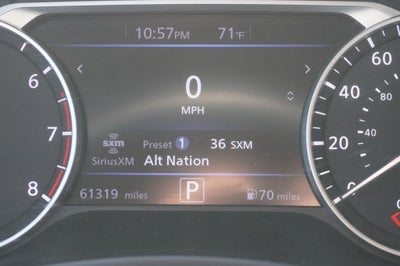 10:57PM 71°F
0
MPH
sxm
SiriusXM
Preset 1 36 SXM
Alt Nation
61319 miles P 70 miles
6
7
8
60
40
20
0
80
40